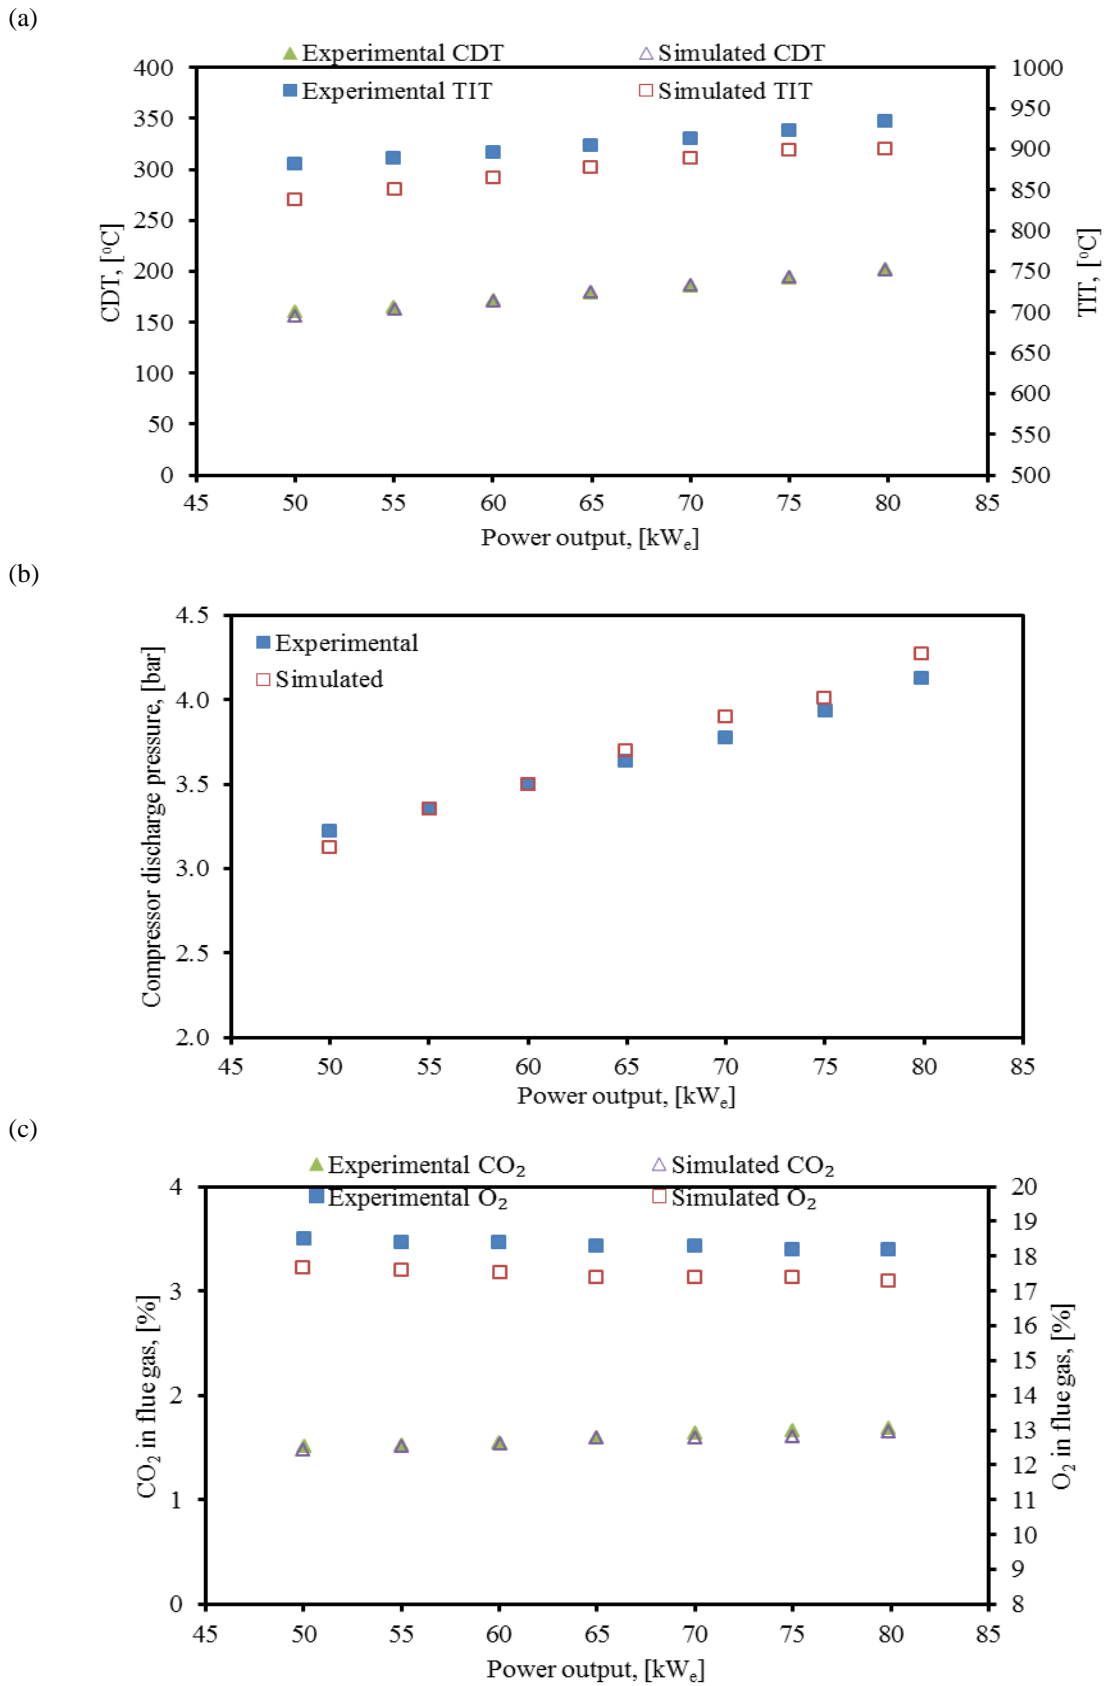 (a)
Experimental CDT Simulated CDT
Experimental TIT Simulated TIT
400 350 300 250 200 150 100 50 0
CDT, [⁰C]
1000 950 900 850 800 750 700 650 600 550 500
TIT, [⁰C]
45 50 55 60 65 70 75 80 85
Power output, [kWₑ]
(b)
Experimental
Simulated
4.5 4.0 3.5 3.0 2.5 2.0
Compressor discharge pressure, [bar]
45 50 55 60 65 70 75 80 85
Power output, [kWₑ]
(c)
Experimental CO₂ Simulated CO₂
Experimental O₂ Simulated O₂
4 3 2 1 0
CO₂ in flue gas, [%]
20 19 18 17 16 15 14 13 12 11 10 9 8
O₂ in flue gas, [%]
45 50 55 60 65 70 75 80 85
Power output, [kWₑ]